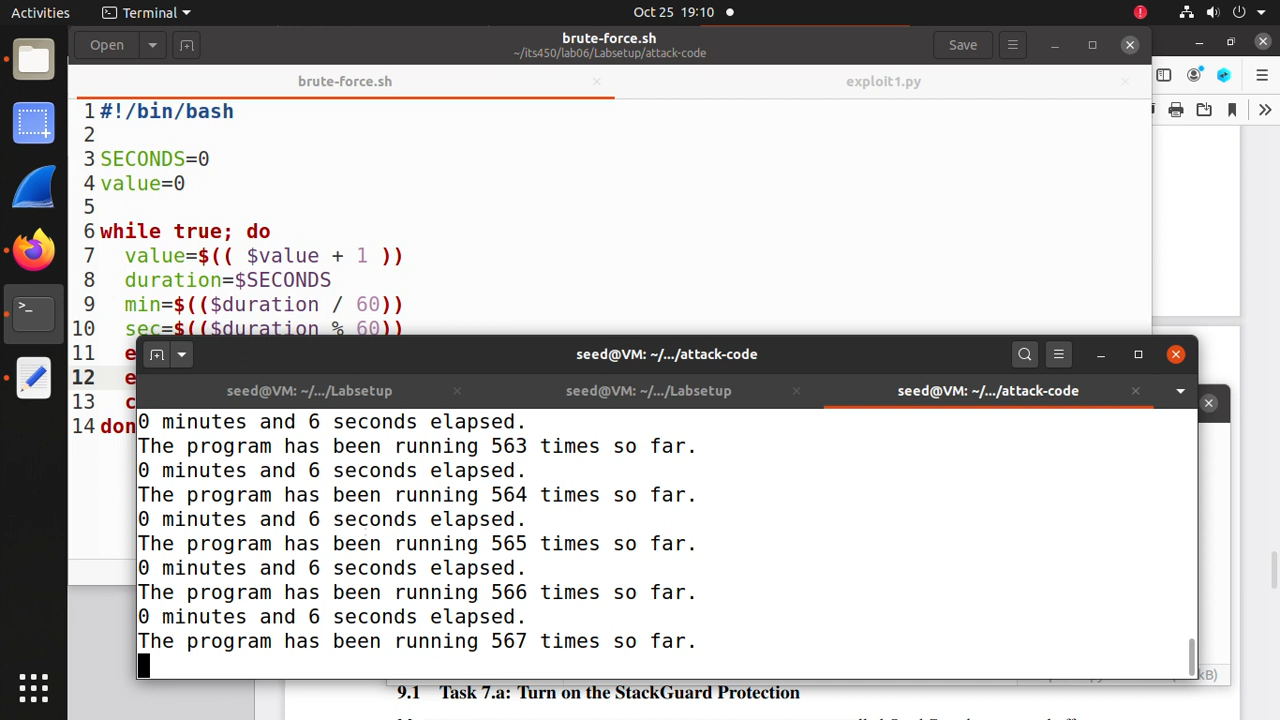 Activities
Terminal
Oct 25 19:10
Open
brute-force.sh
~/its450/lab06/Labsetup/attack-code
Save
brute-force.sh
exploit1.py
1 #!/bin/bash
2
3 SECONDS=0
4 value=0
5
6 while true; do
7 value=$(( $value + 1 ))
8 duration=$SECONDS
9 min=$(($duration / 60))
10 sec=$(($duration % 60))
11 e
12 e
13 c
14 don
seed@VM: ~/.../attack-code
seed@VM: ~/.../Labsetup
seed@VM: ~/.../Labsetup
seed@VM: ~/.../attack-code
0 minutes and 6 seconds elapsed.
The program has been running 563 times so far.
0 minutes and 6 seconds elapsed.
The program has been running 564 times so far.
0 minutes and 6 seconds elapsed.
The program has been running 565 times so far.
0 minutes and 6 seconds elapsed.
The program has been running 566 times so far.
0 minutes and 6 seconds elapsed.
The program has been running 567 times so far.
kB)
9.1 Task 7.a: Turn on the StackGuard Protection